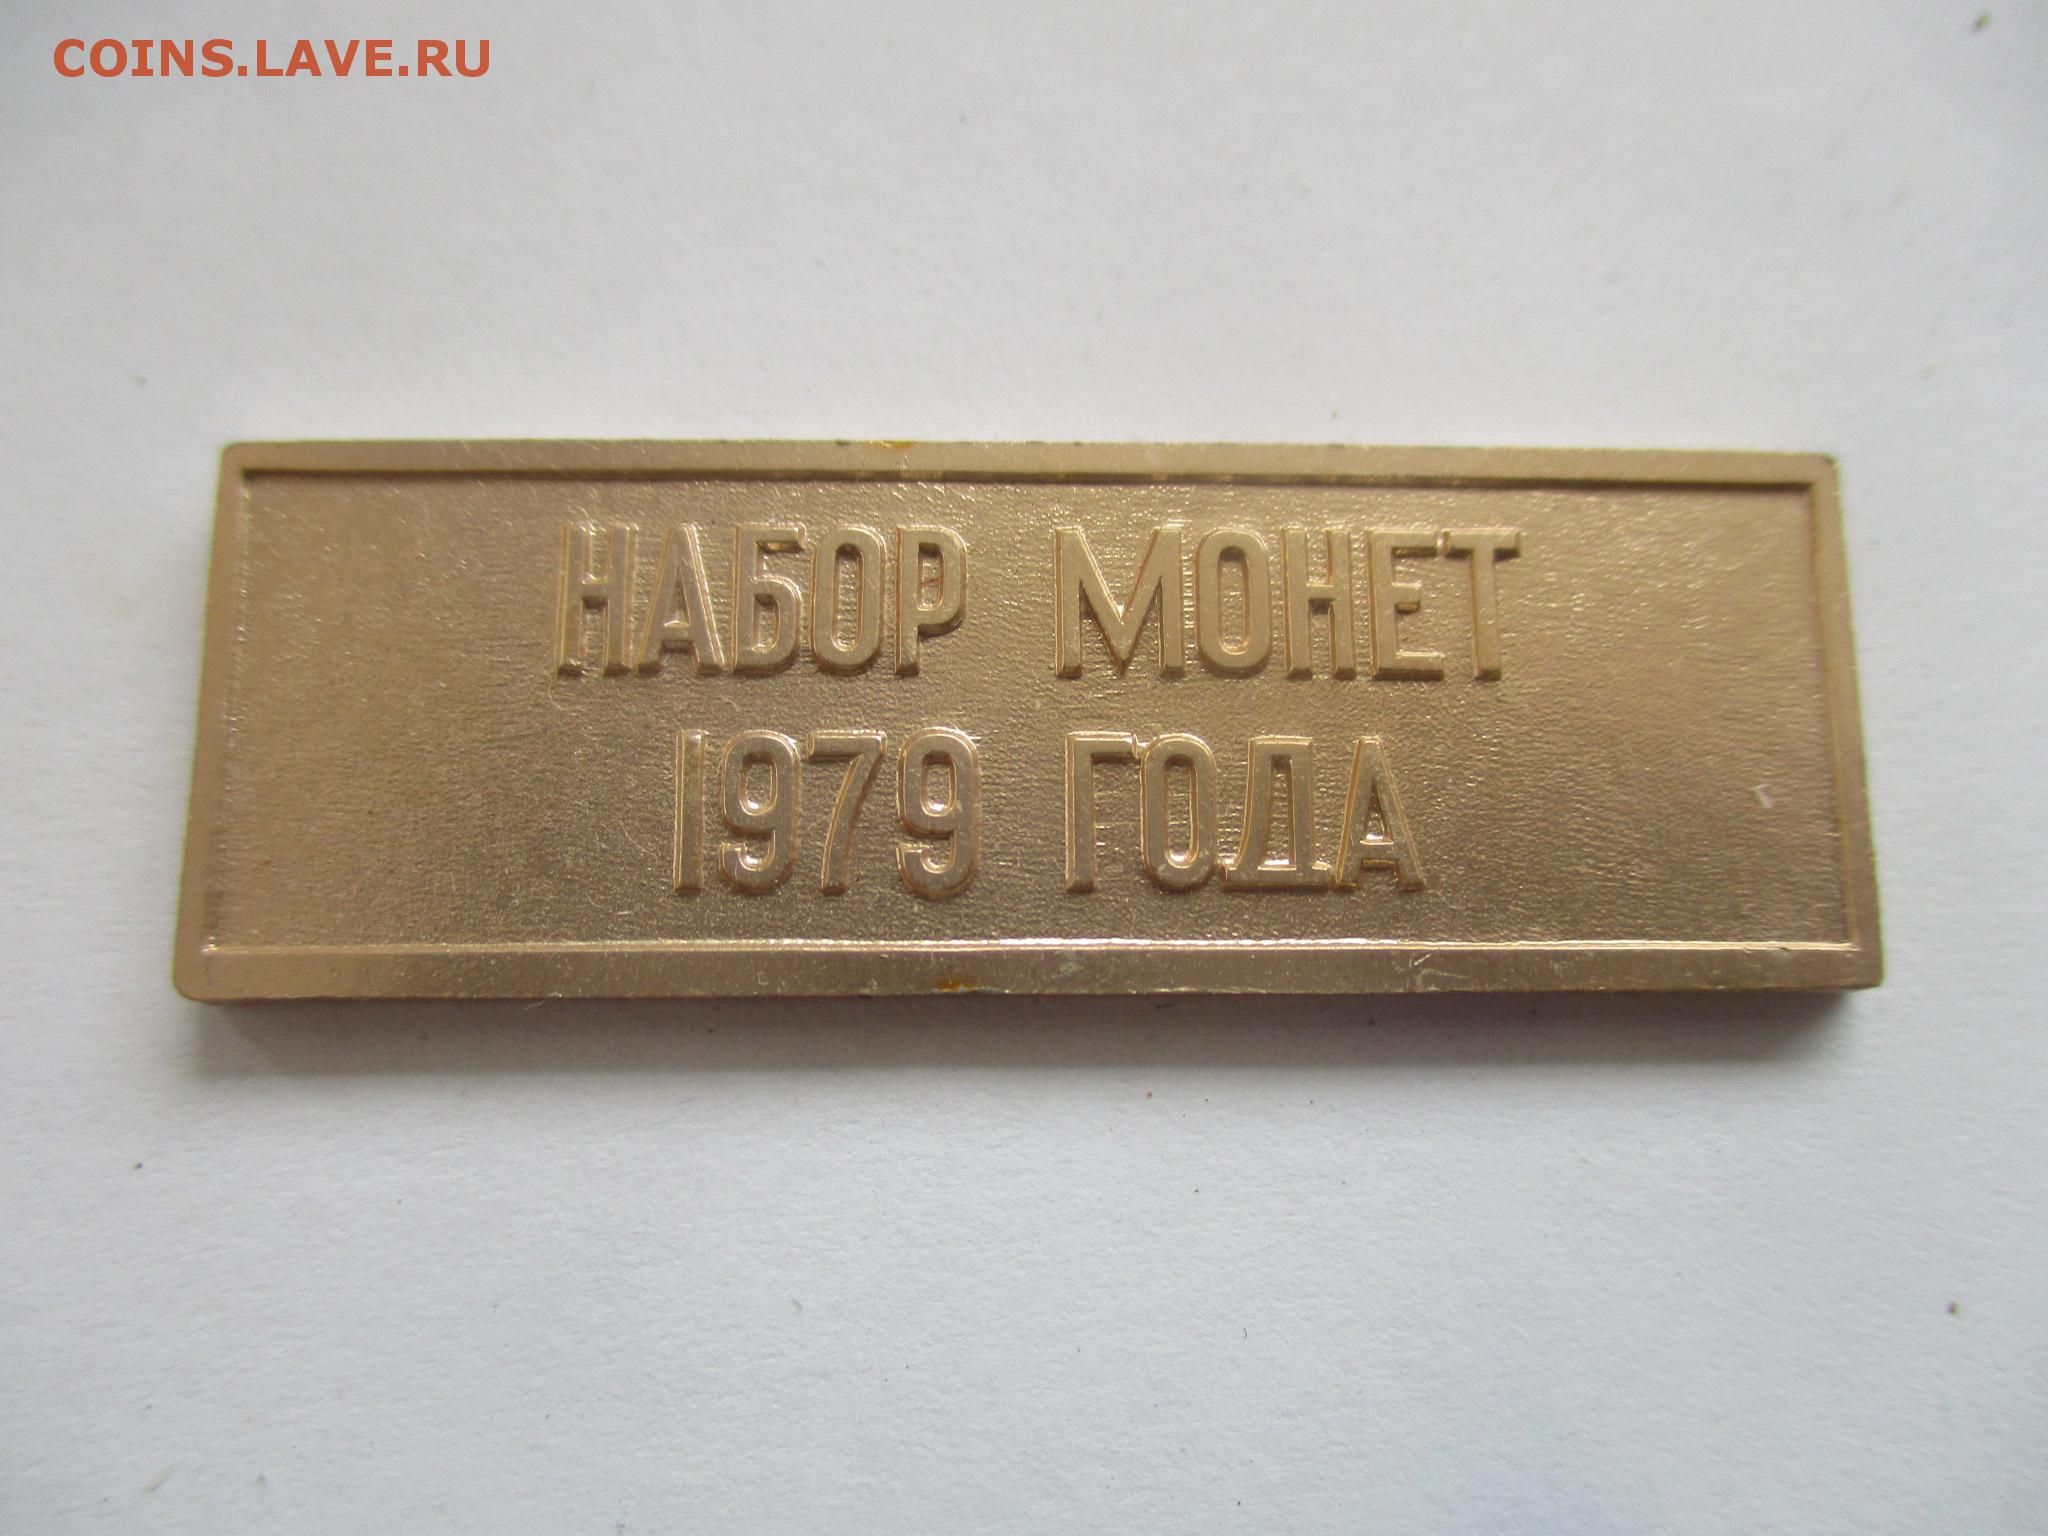 COINS.LAVE.RU
НАБОР МОНЕТ
1979 ГОДА